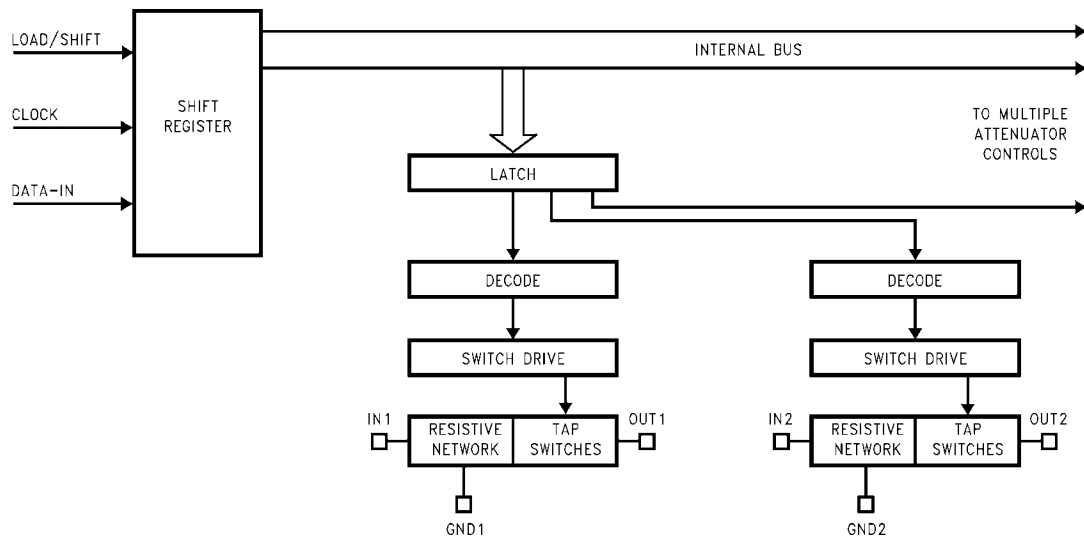 LOAD/SHIFT
CLOCK
DATA-IN
SHIFT
REGISTER
INTERNAL BUS
TO MULTIPLE
ATTENUATOR
CONTROLS
LATCH
DECODE
DECODE
SWITCH DRIVE
SWITCH DRIVE
IN1
RESISTIVE
NETWORK
TAP
SWITCHES
OUT1
GND1
IN2
RESISTIVE
NETWORK
TAP
SWITCHES
OUT2
GND2